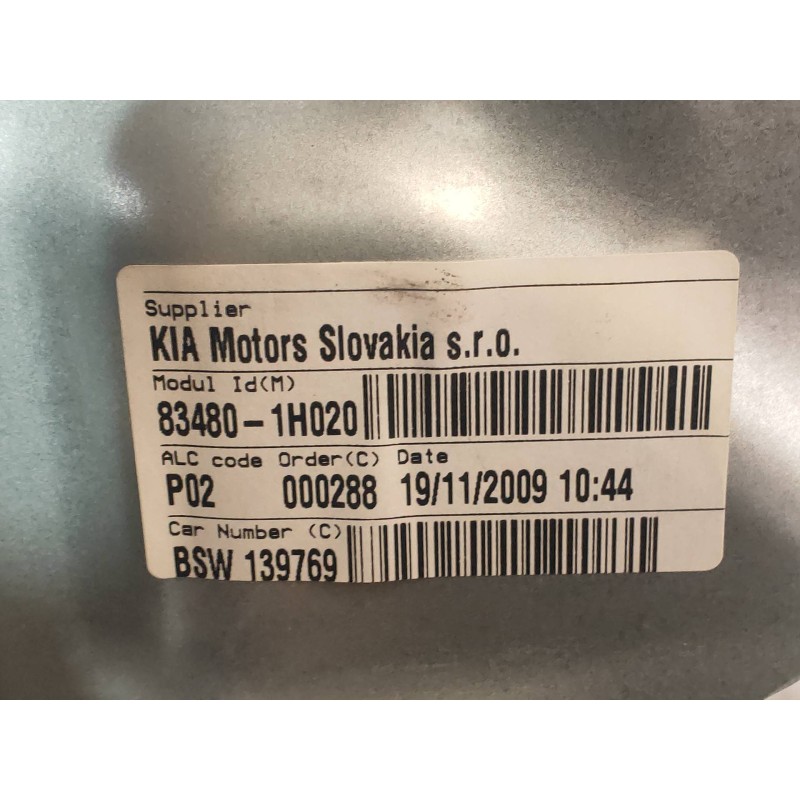 Supplier
KIA Motors Slovakia s.r.o.
Modul Id(M)
83480-1H020
ALC code Order(C) Date
P02 000288 19/11/2009 10:44
Car Number (C)
BSW 139769